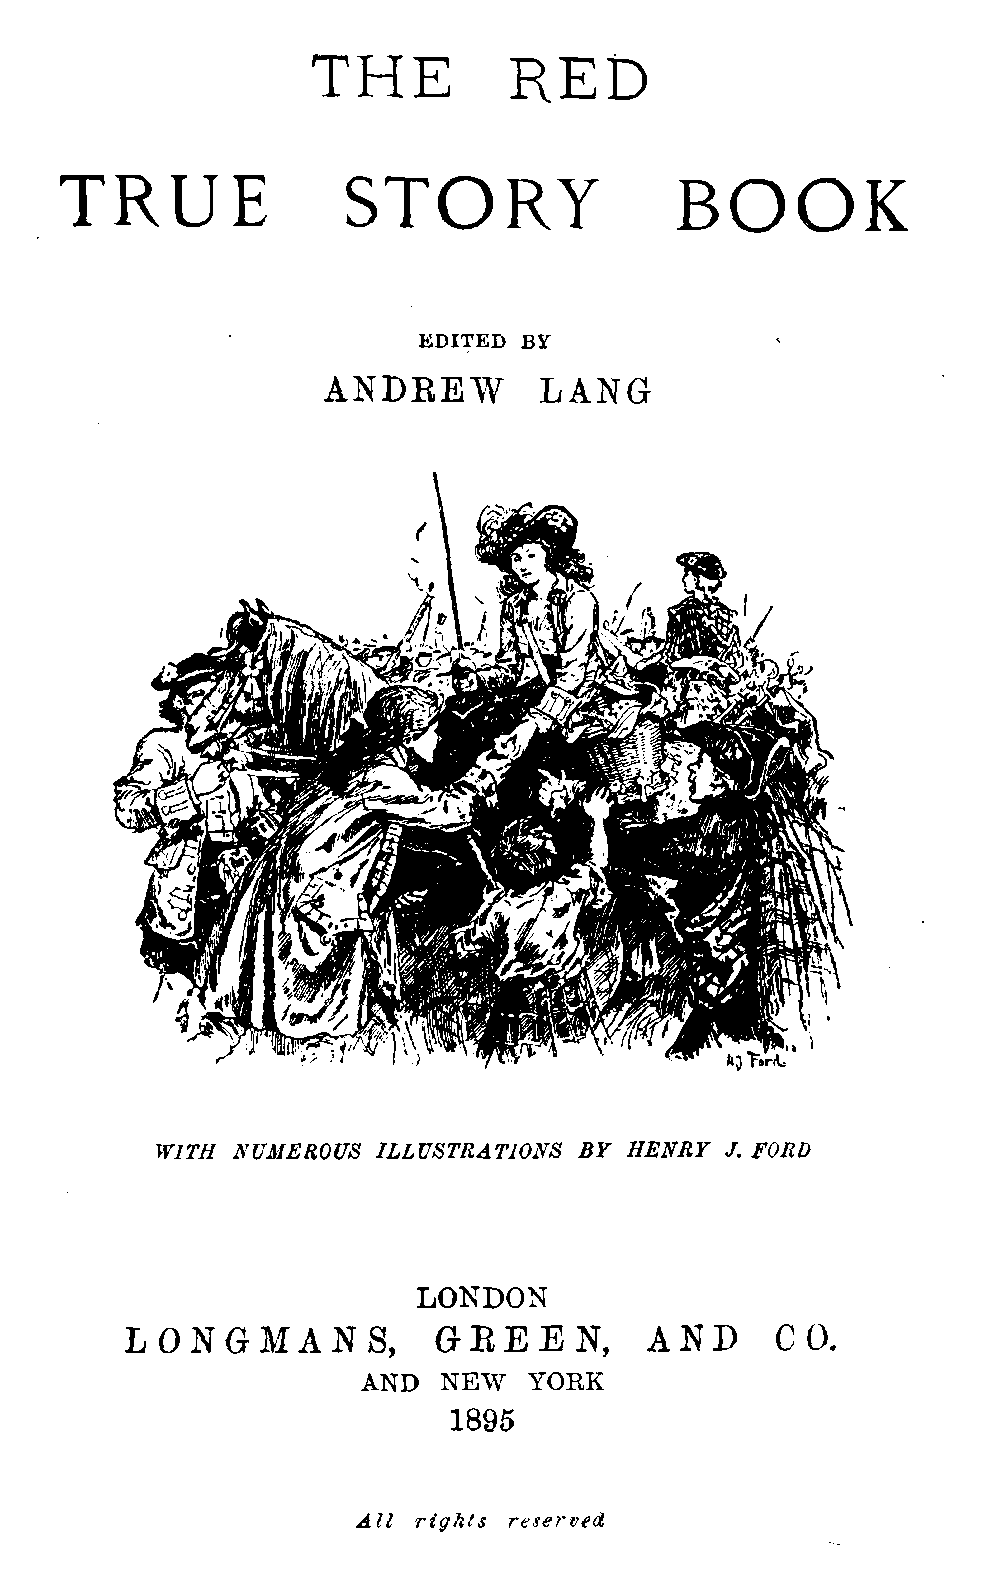 THE RED
TRUE STORY BOOK
EDITED BY
ANDREW LANG
HJ Ford
WITH NUMEROUS ILLUSTRATIONS BY HENRY J. FORD
LONDON
LONGMANS, GREEN, AND CO.
AND NEW YORK
1895
All rights reserved